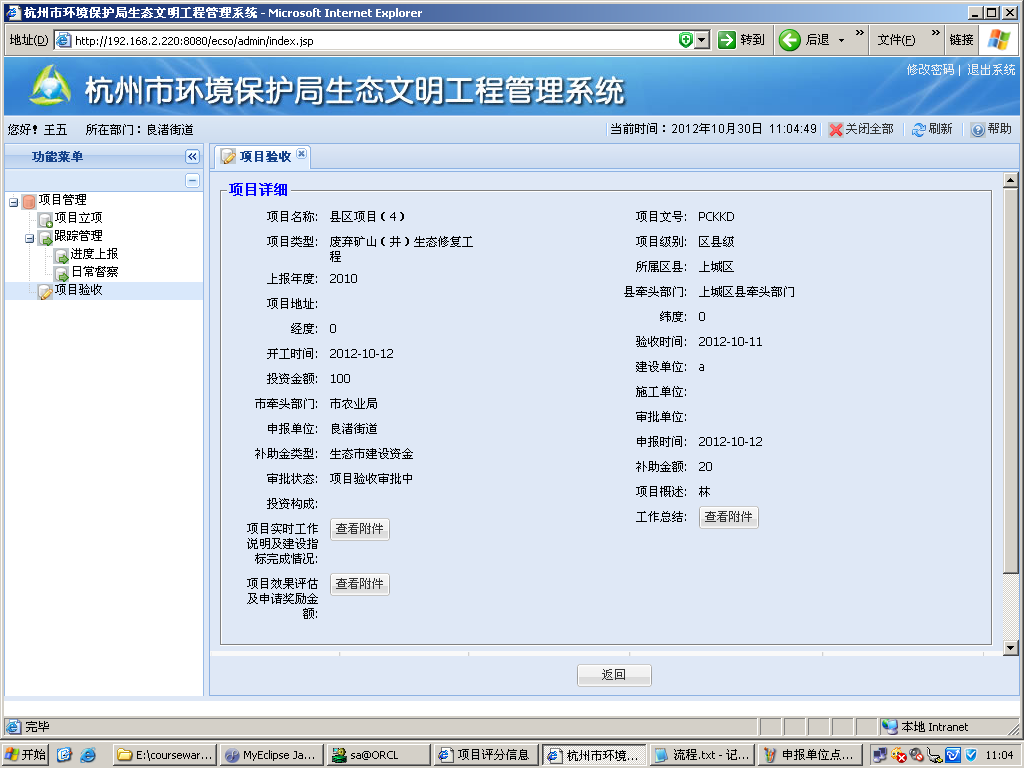 杭州市环境保护局生态文明工程管理系统 - Microsoft Internet Explorer
地址(D) http://192.168.2.220:8080/ecso/admin/index.jsp 转到 后退 » 文件(F) » 链接
杭州市环境保护局生态文明工程管理系统
修改密码 | 退出系统
您好! 王五 所在部门：良渚街道 当前时间：2012年10月30日 11:04:49 关闭全部 刷新 帮助
功能菜单
项目验收
项目管理
项目立项
跟踪管理
进度上报
日常督察
项目验收
项目详细
项目名称: 县区项目（4） 项目文号: PCKKD
项目类型: 废弃矿山（井）生态修复工
程
项目级别: 区县级
所属区县: 上城区
上报年度: 2010
县牵头部门: 上城区县牵头部门
项目地址:
纬度: 0
经度: 0
验收时间: 2012-10-11
开工时间: 2012-10-12
建设单位: a
投资金额: 100
施工单位:
市牵头部门: 市农业局
审批单位:
申报单位: 良渚街道
申报时间: 2012-10-12
补助金类型: 生态市建设资金
补助金额: 20
审批状态: 项目验收审批中
项目概述: 林
投资构成:
工作总结: 查看附件
项目实时工作
说明及建设指
标完成情况:
查看附件
项目效果评估
及申请奖励金
额:
查看附件
返回
完毕 本地 Intranet
开始 E:\coursewar... MyEclipse Ja... sa@ORCL 项目评分信息 杭州市环境... 流程.txt - 记... 申报单位点... 11:04